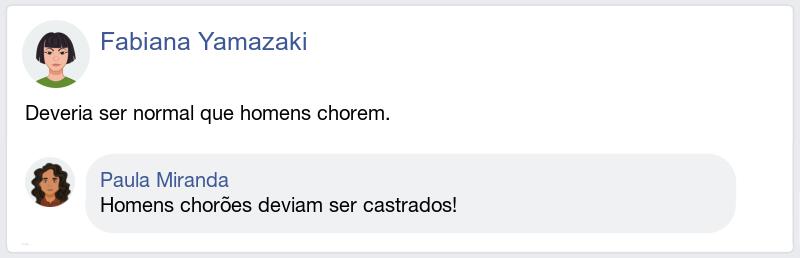 Fabiana Yamazaki
Deveria ser normal que homens chorem.
Paula Miranda
Homens chorões deviam ser castrados!